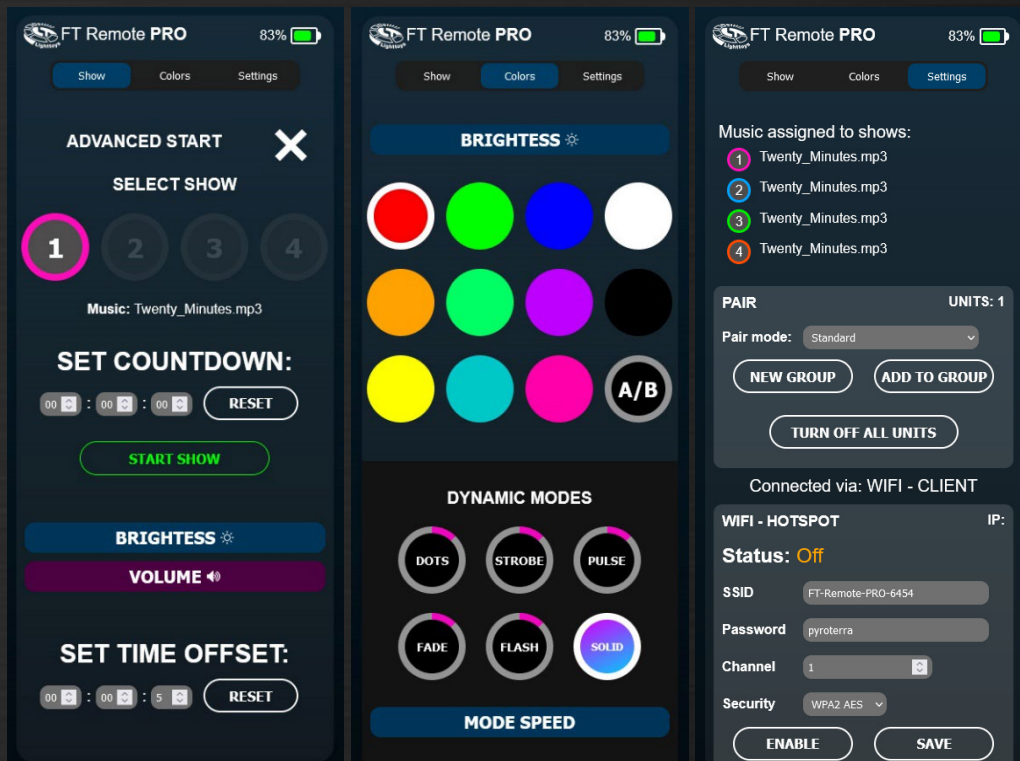 FT Remote PRO 83%
Lighttoys
Show Colors Settings
ADVANCED START
SELECT SHOW
1 2 3 4
Music: Twenty_Minutes.mp3
SET COUNTDOWN:
00 : 00 : 00 RESET
START SHOW
BRIGHTESS
VOLUME
SET TIME OFFSET:
00 : 00 : 5 RESET
FT Remote PRO 83%
Lighttoys
Show Colors Settings
BRIGHTESS
A/B
DYNAMIC MODES
DOTS STROBE PULSE
FADE FLASH SOLID
MODE SPEED
FT Remote PRO 83%
Lighttoys
Show Colors Settings
Music assigned to shows:
1 Twenty_Minutes.mp3
2 Twenty_Minutes.mp3
3 Twenty_Minutes.mp3
4 Twenty_Minutes.mp3
PAIR UNITS: 1
Pair mode: Standard
NEW GROUP ADD TO GROUP
TURN OFF ALL UNITS
Connected via: WIFI - CLIENT
WIFI - HOTSPOT IP:
Status: Off
SSID FT-Remote-PRO-6454
Password pyroterra
Channel 1
Security WPA2 AES
ENABLE SAVE